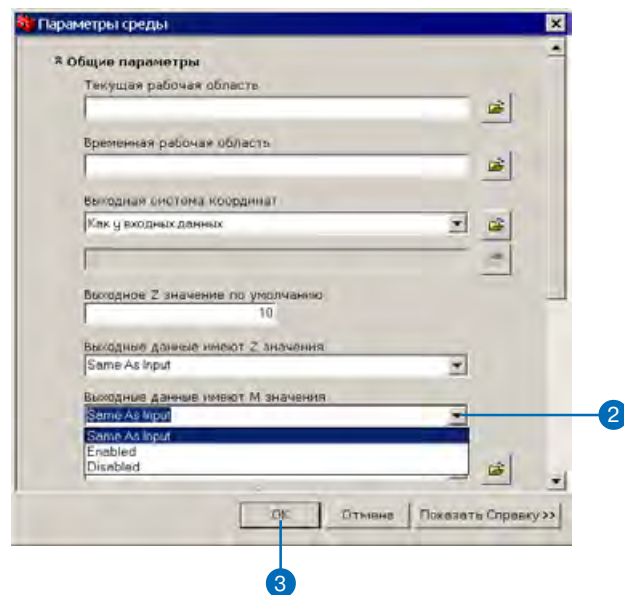 Параметры среды
Общие параметры
Текущая рабочая область
Временная рабочая область
Выходная система координат
Как у входных данных
Выходное Z значение по умолчанию
10
Выходные данные имеют Z значения
Same As Input
Выходные данные имеют M значения
Same As Input
2
Same As Input
Enabled
Disabled
OK
Отмена
Показать Справку >>
3